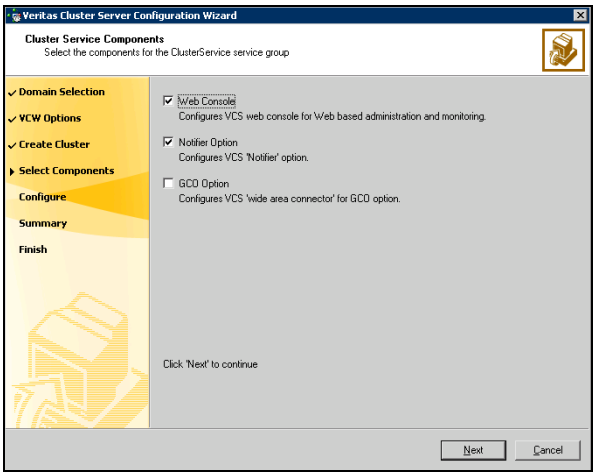 Veritas Cluster Server Configuration Wizard
Cluster Service Components
Select the components for the ClusterService service group
Domain Selection
VCW Options
Create Cluster
Select Components
Configure
Summary
Finish
Web Console
Configures VCS web console for Web based administration and monitoring.
Notifier Option
Configures VCS 'Notifier' option.
GCO Option
Configures VCS 'wide area connector' for GCO option.
Click 'Next' to continue
Next
Cancel